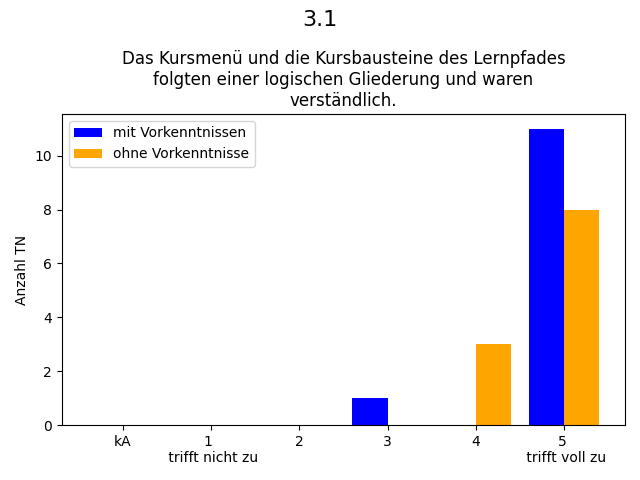 3.1
Das Kursmenü und die Kursbausteine des Lernpfades
folgten einer logischen Gliederung und waren
verständlich.
mit Vorkenntnissen
ohne Vorkenntnisse
Anzahl TN
10
8
6
4
2
0
kA 1 2 3 4 5
trifft nicht zu trifft voll zu